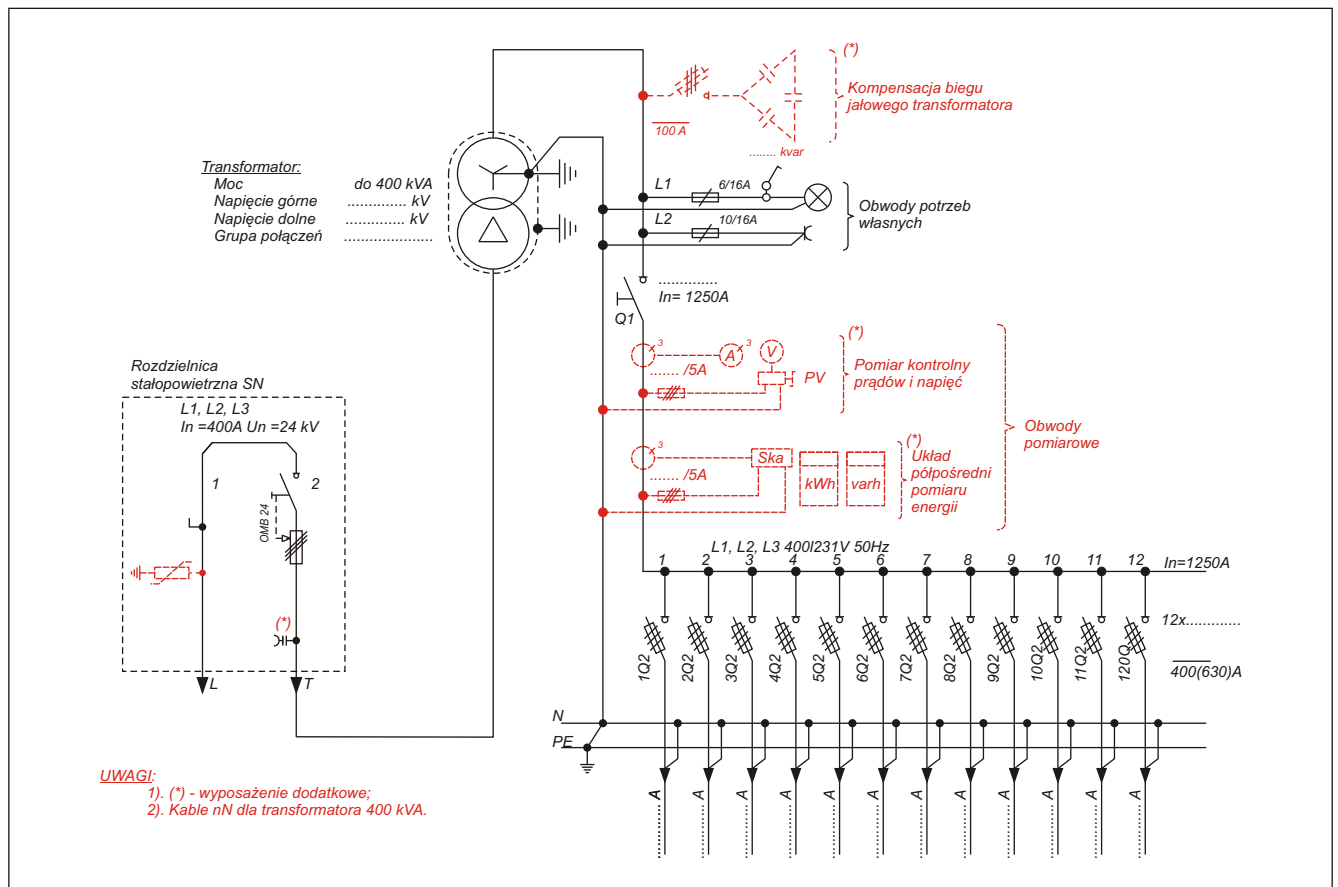 (*)
Kompensacja biegu
jałowego transformatora
100 A
........ kvar
Transformator:
Moc do 400 kVA
Napięcie górne .............. kV
Napięcie dolne .............. kV
Grupa połączeń .....................
L1 6/16A
L2 10/16A
Obwody potrzeb
własnych
..............
In= 1250A
Q1
3
A 3
V
....... /5A
PV
(*)
Pomiar kontrolny
prądów i napięć
Obwody
pomiarowe
3
....... /5A
Ska
kWh
varh
(*)
Układ
półpośredni
pomiaru
energii
Rozdzielnica
stałopowietrzna SN
L1, L2, L3
In =400A Un =24 kV
1
2
OMB 24
(*)
L
T
L1, L2, L3 400I231V 50Hz
1 2 3 4 5 6 7 8 9 10 11 12
In=1250A
12x.............
400(630)A
1Q2 2Q2 3Q2 4Q2 5Q2 6Q2 7Q2 8Q2 9Q2 10Q2 11Q2 120Q
N
PE
........... A ........... A ........... A ........... A ........... A ........... A ........... A ........... A ........... A ........... A ........... A ........... A
UWAGI:
1). (*) - wyposażenie dodatkowe;
2). Kable nN dla transformatora 400 kVA.